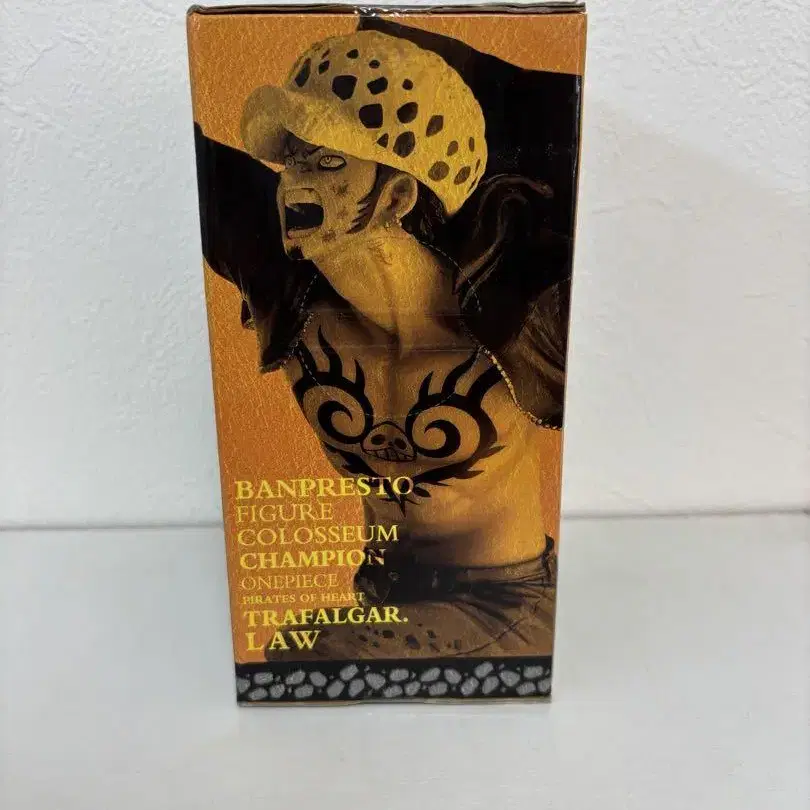 BANPRESTO
FIGURE
COLOSSEUM
CHAMPION
ONEPIECE
PIRATES OF HEART
TRAFALGAR.
LAW